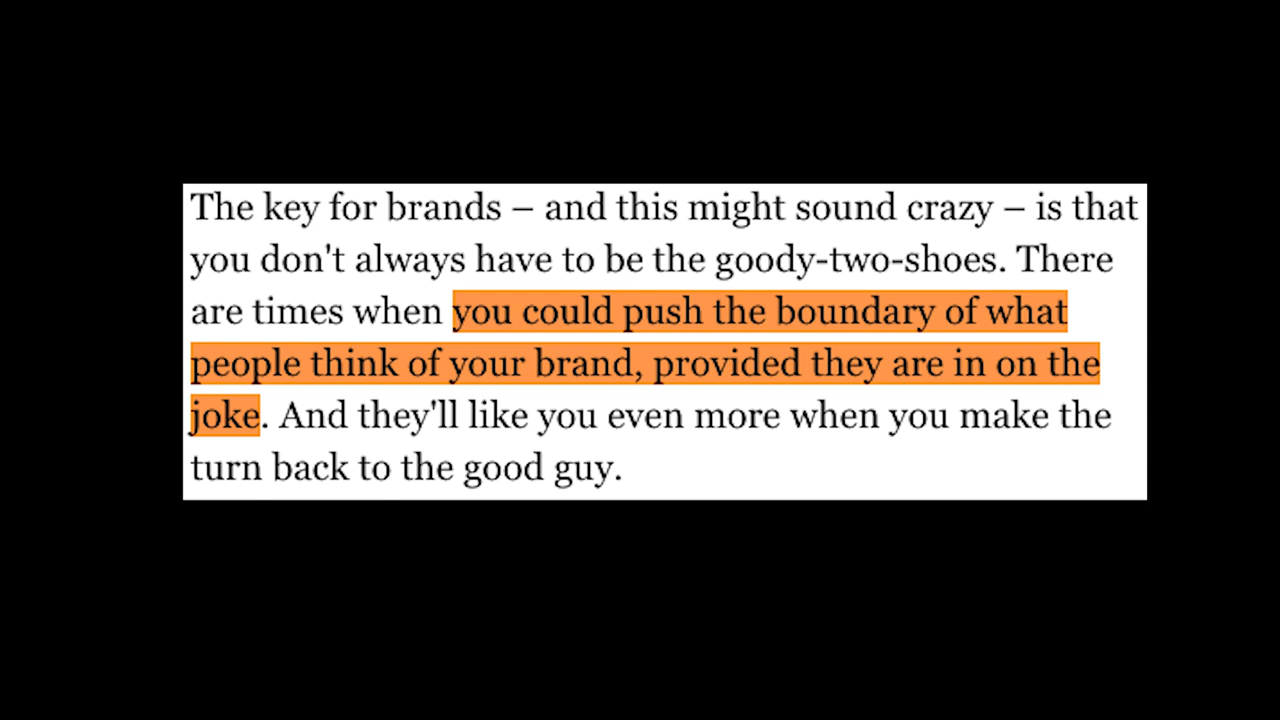 The key for brands – and this might sound crazy – is that
you don't always have to be the goody-two-shoes. There
are times when you could push the boundary of what
people think of your brand, provided they are in on the
joke. And they'll like you even more when you make the
turn back to the good guy.